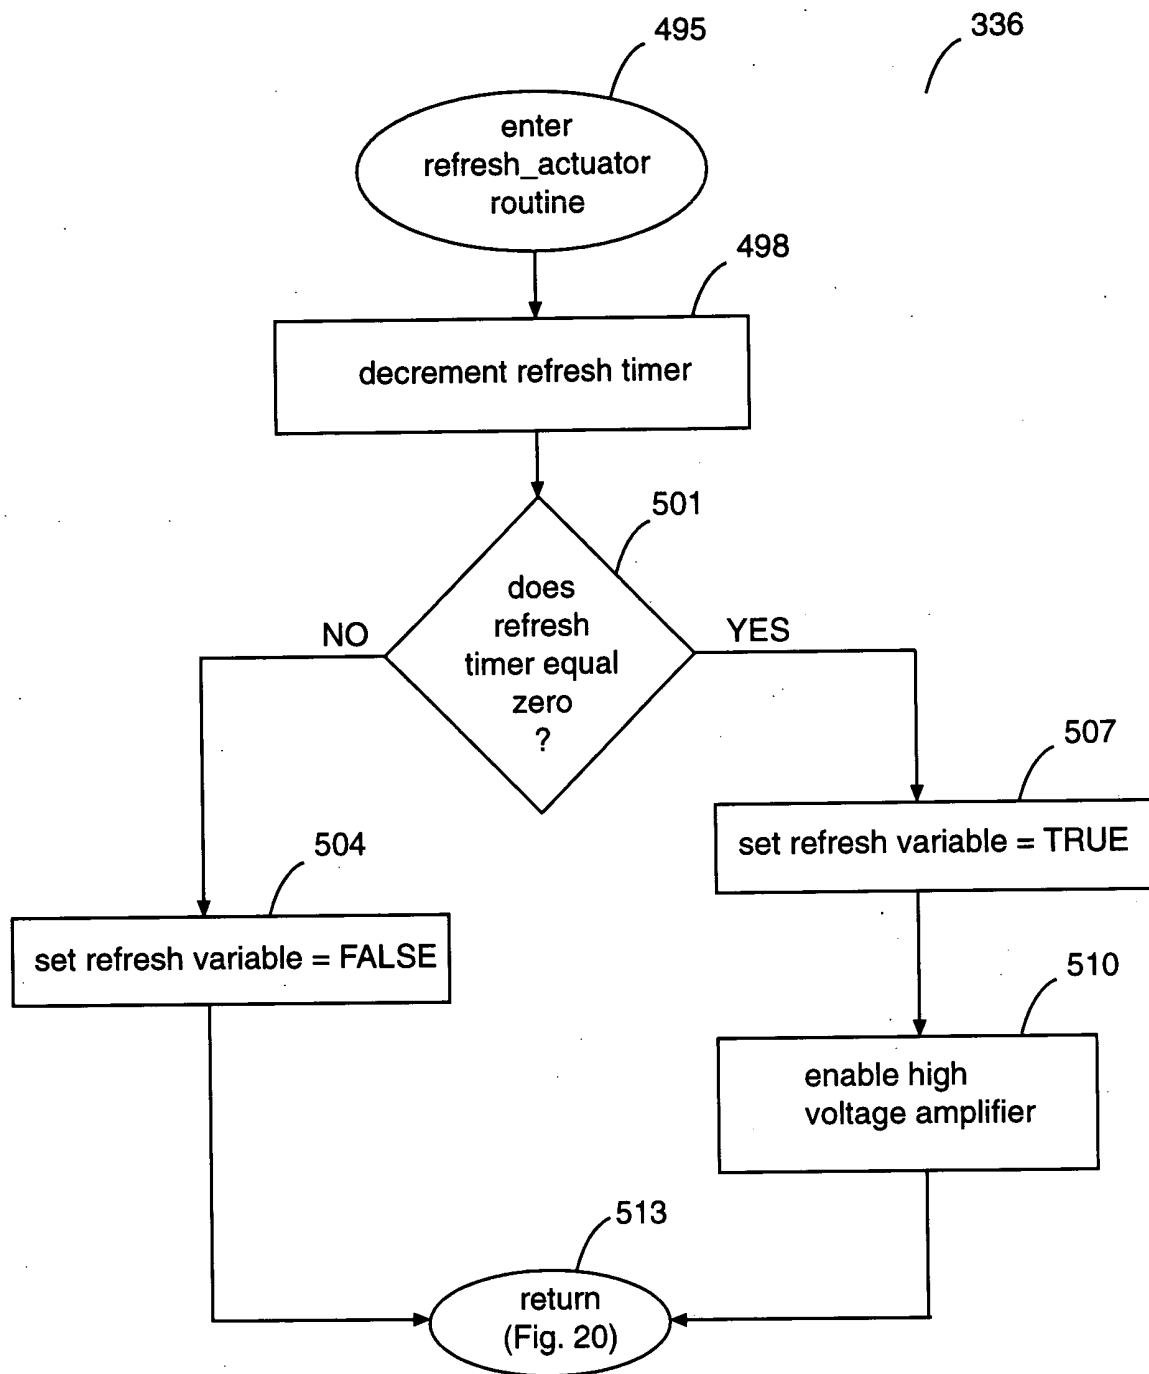 495
336
enter
refresh_actuator
routine
498
decrement refresh timer
501
does
refresh
timer equal
zero
?
NO
YES
507
set refresh variable = TRUE
504
set refresh variable = FALSE
510
enable high
voltage amplifier
513
return
(Fig. 20)